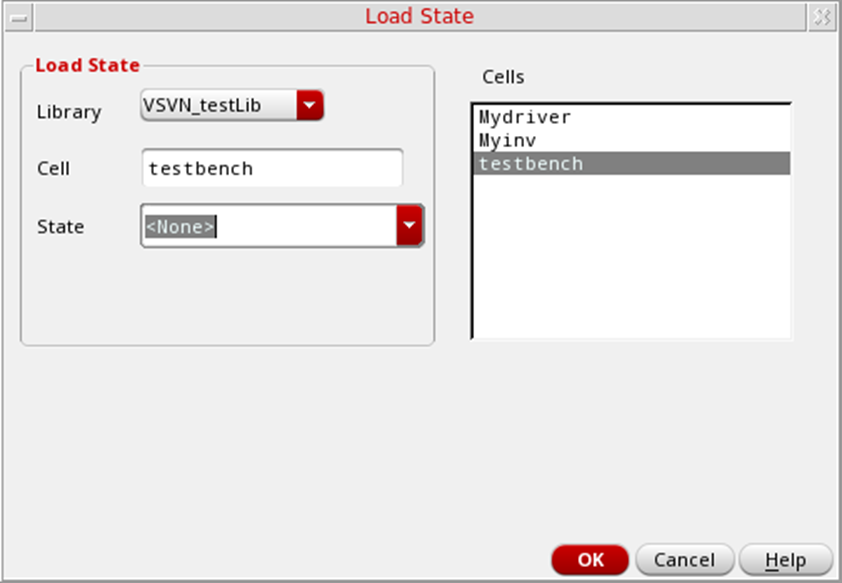 Load State
Load State
Library VSVN_testLib
Cell testbench
State <None>
Cells
Mydriver
Myinv
testbench
OK Cancel Help